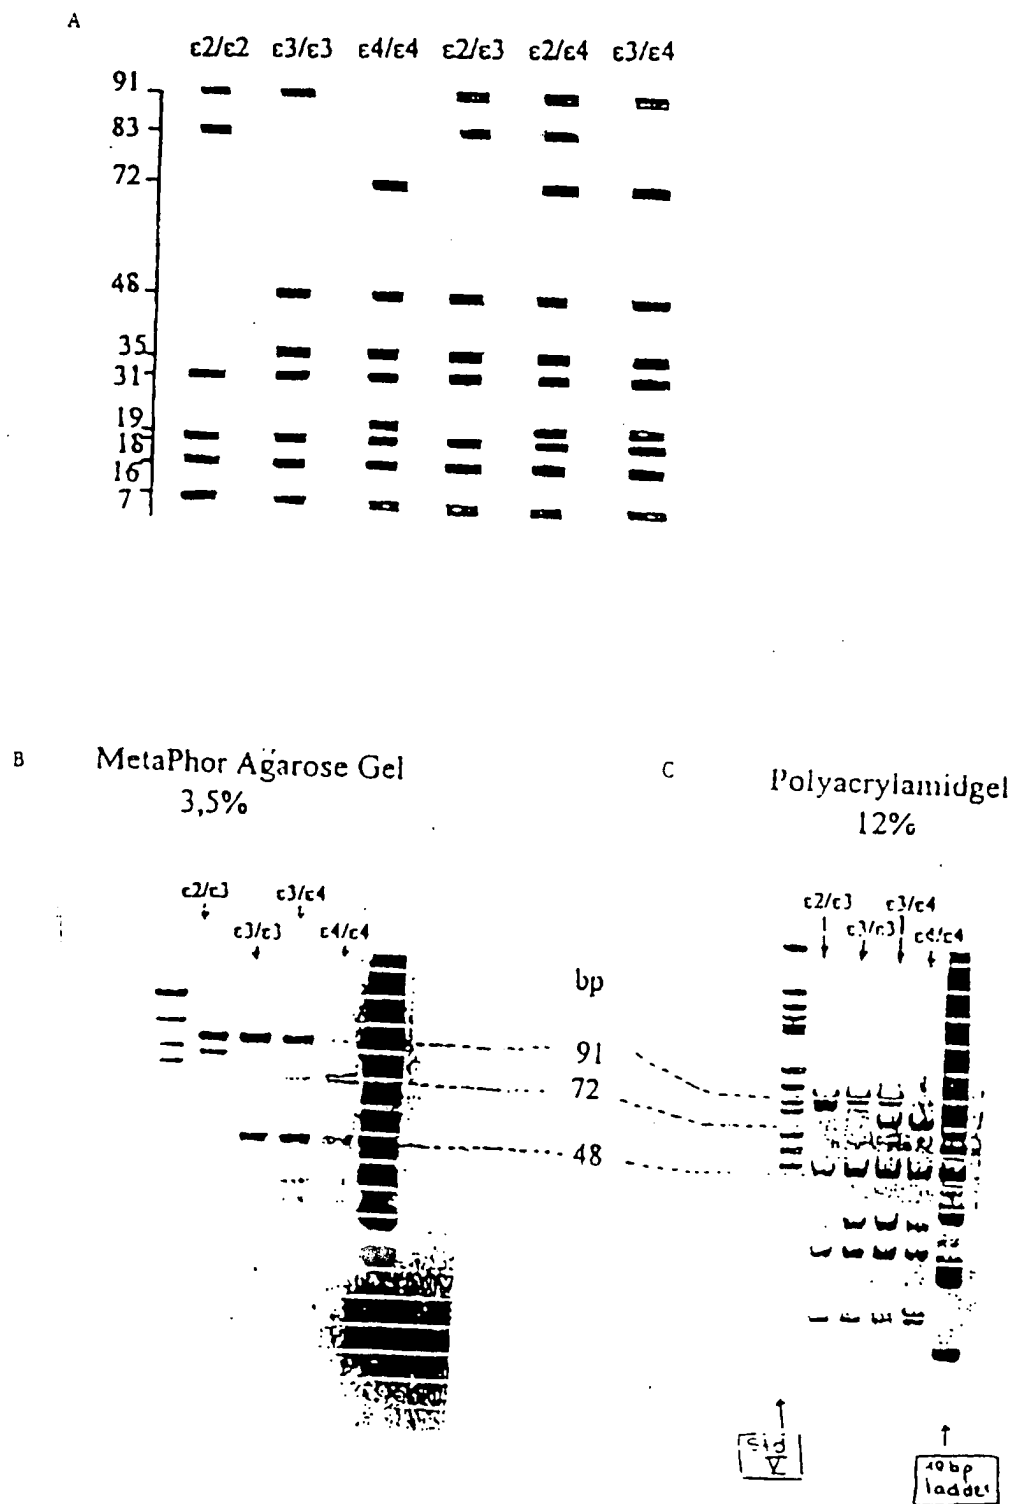 A
ε2/ε2 ε3/ε3 ε4/ε4 ε2/ε3 ε2/ε4 ε3/ε4
91
83
72
48
35
31
19
18
16
7
B
MetaPhor Agarose Gel
3,5%
C
Polyacrylamidgel
12%
ε2/ε3 ε3/ε4
ε3/ε3 ε4/ε4
ε2/ε3 ε3/ε4
ε3/ε3 ε4/ε4
bp
91
72
48
Std
V
10bp
ladder